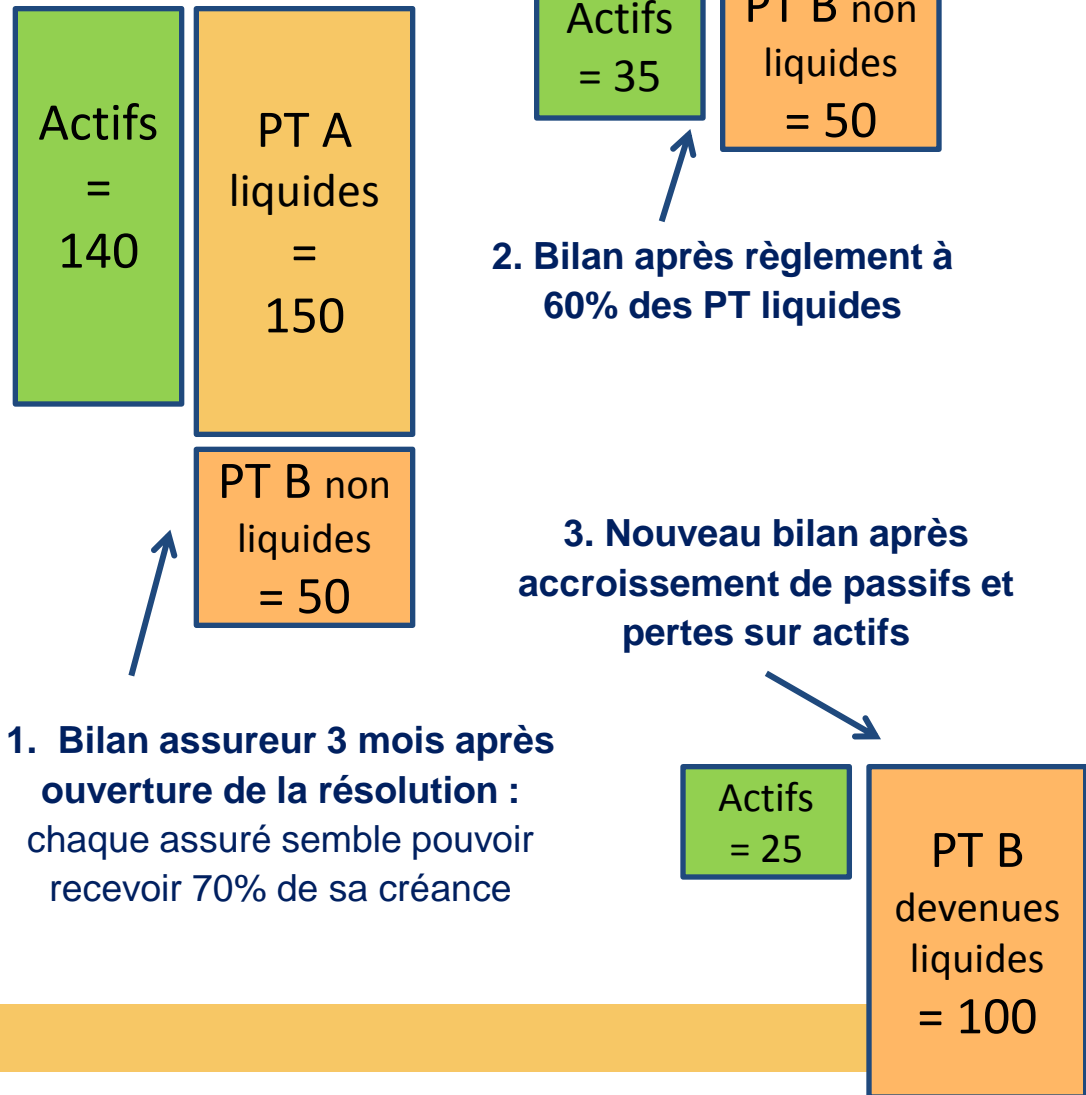 Actifs
=
140
PT A
liquides
=
150
PT B non
liquides
= 50
1. Bilan assureur 3 mois après
ouverture de la résolution :
chaque assuré semble pouvoir
recevoir 70% de sa créance
Actifs
= 35
PT B non
liquides
= 50
2. Bilan après règlement à
60% des PT liquides
3. Nouveau bilan après
accroissement de passifs et
pertes sur actifs
Actifs
= 25
PT B
devenues
liquides
= 100